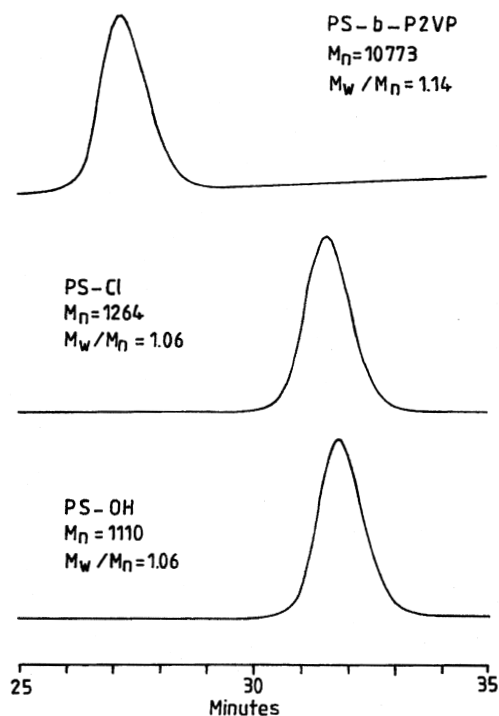 PS-b-P2VP
Mn=10773
Mw/Mn=1.14
PS-Cl
Mn=1264
Mw/Mn=1.06
PS-OH
Mn=1110
Mw/Mn=1.06
25 30 35
Minutes